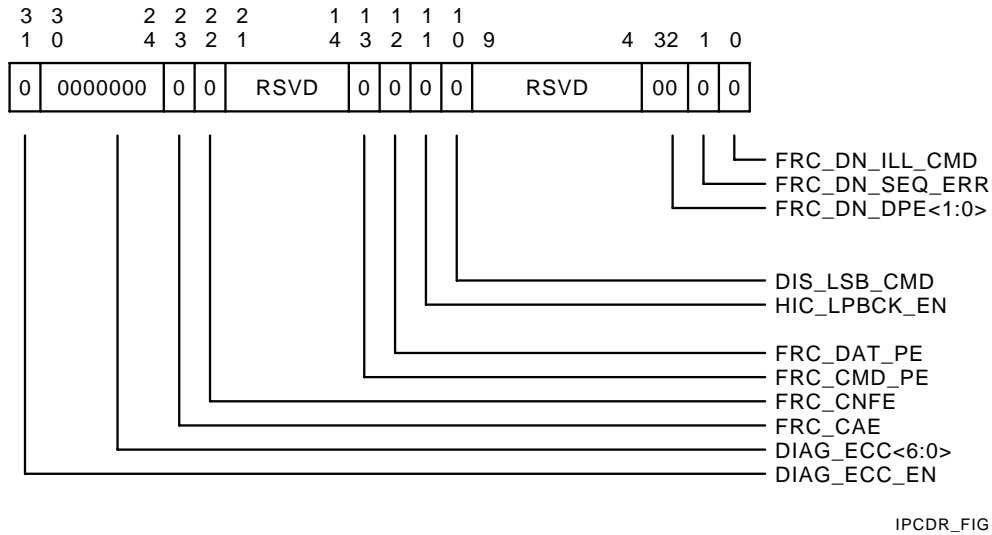 3 3 2 2 2 2 1 1 1 1 1
1 0 4 3 2 1 4 3 2 1 0 9 4 32 1 0
0 0000000 0 0 RSVD 0 0 0 0 RSVD 00 0 0
FRC_DN_ILL_CMD
FRC_DN_SEQ_ERR
FRC_DN_DPE<1:0>
DIS_LSB_CMD
HIC_LPBCK_EN
FRC_DAT_PE
FRC_CMD_PE
FRC_CNFE
FRC_CAE
DIAG_ECC<6:0>
DIAG_ECC_EN
IPCDR_FIG